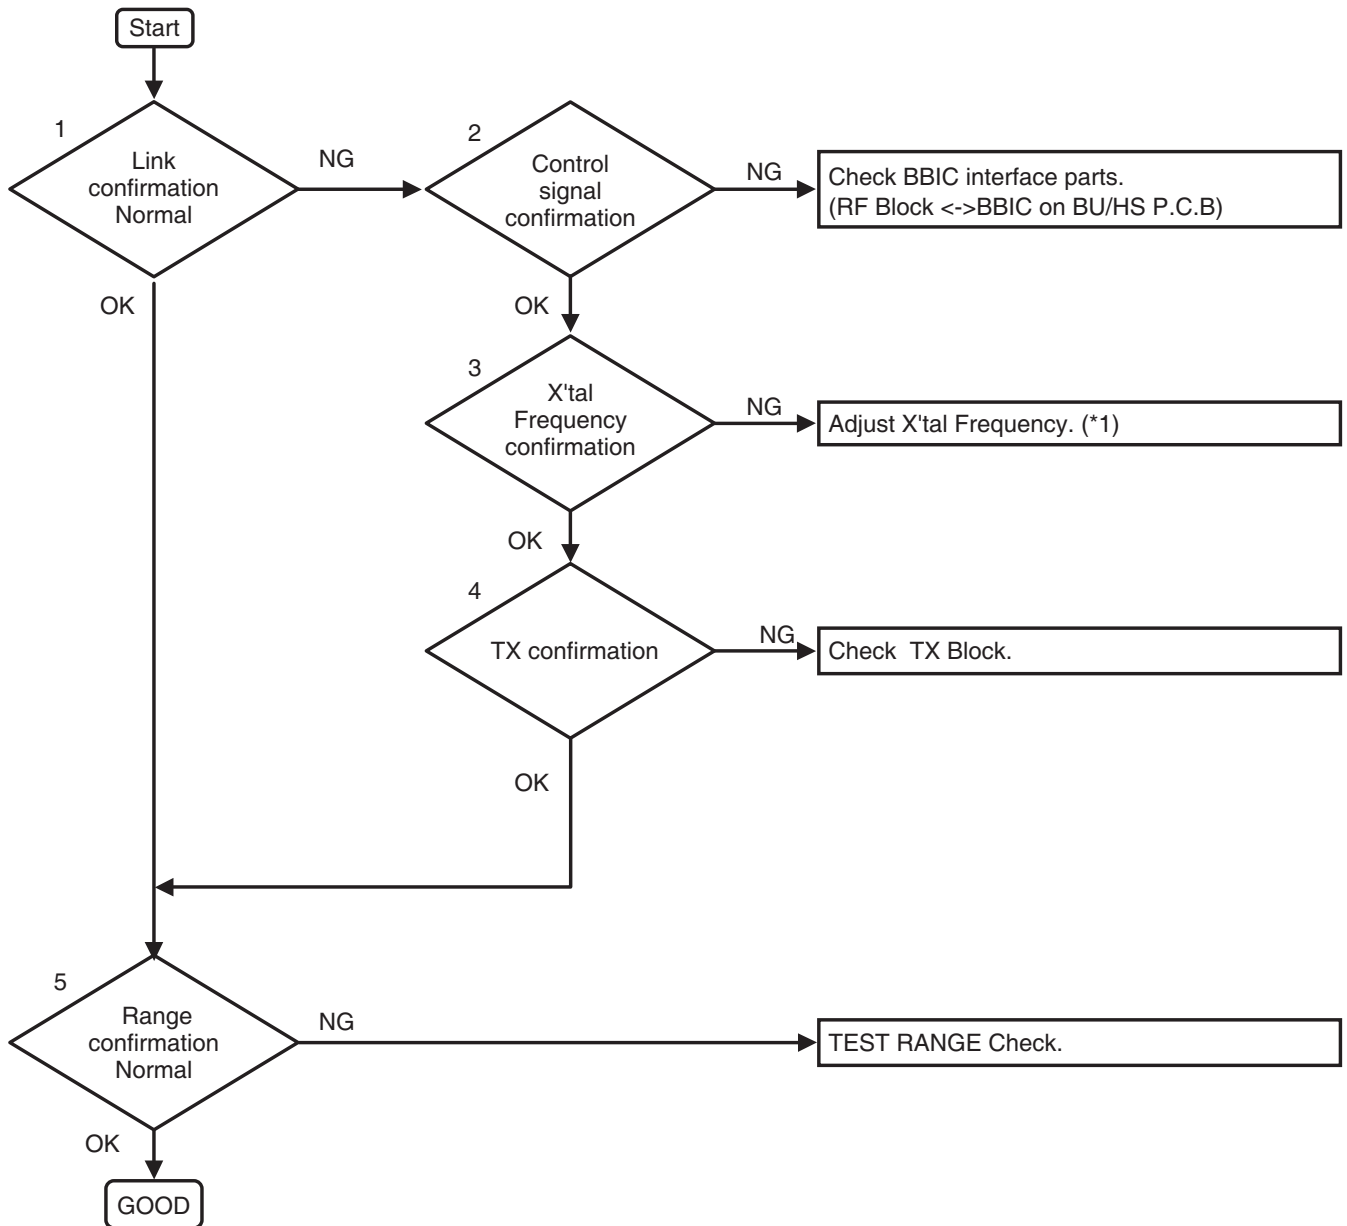 Start
1
Link
confirmation
Normal
NG
2
Control
signal
confirmation
NG
Check BBIC interface parts.
(RF Block <->BBIC on BU/HS P.C.B)
OK
OK
3
X'tal
Frequency
confirmation
NG
Adjust X'tal Frequency. (*1)
OK
4
TX confirmation
NG
Check  TX Block.
OK
5
Range
confirmation
Normal
NG
TEST RANGE Check.
OK
GOOD